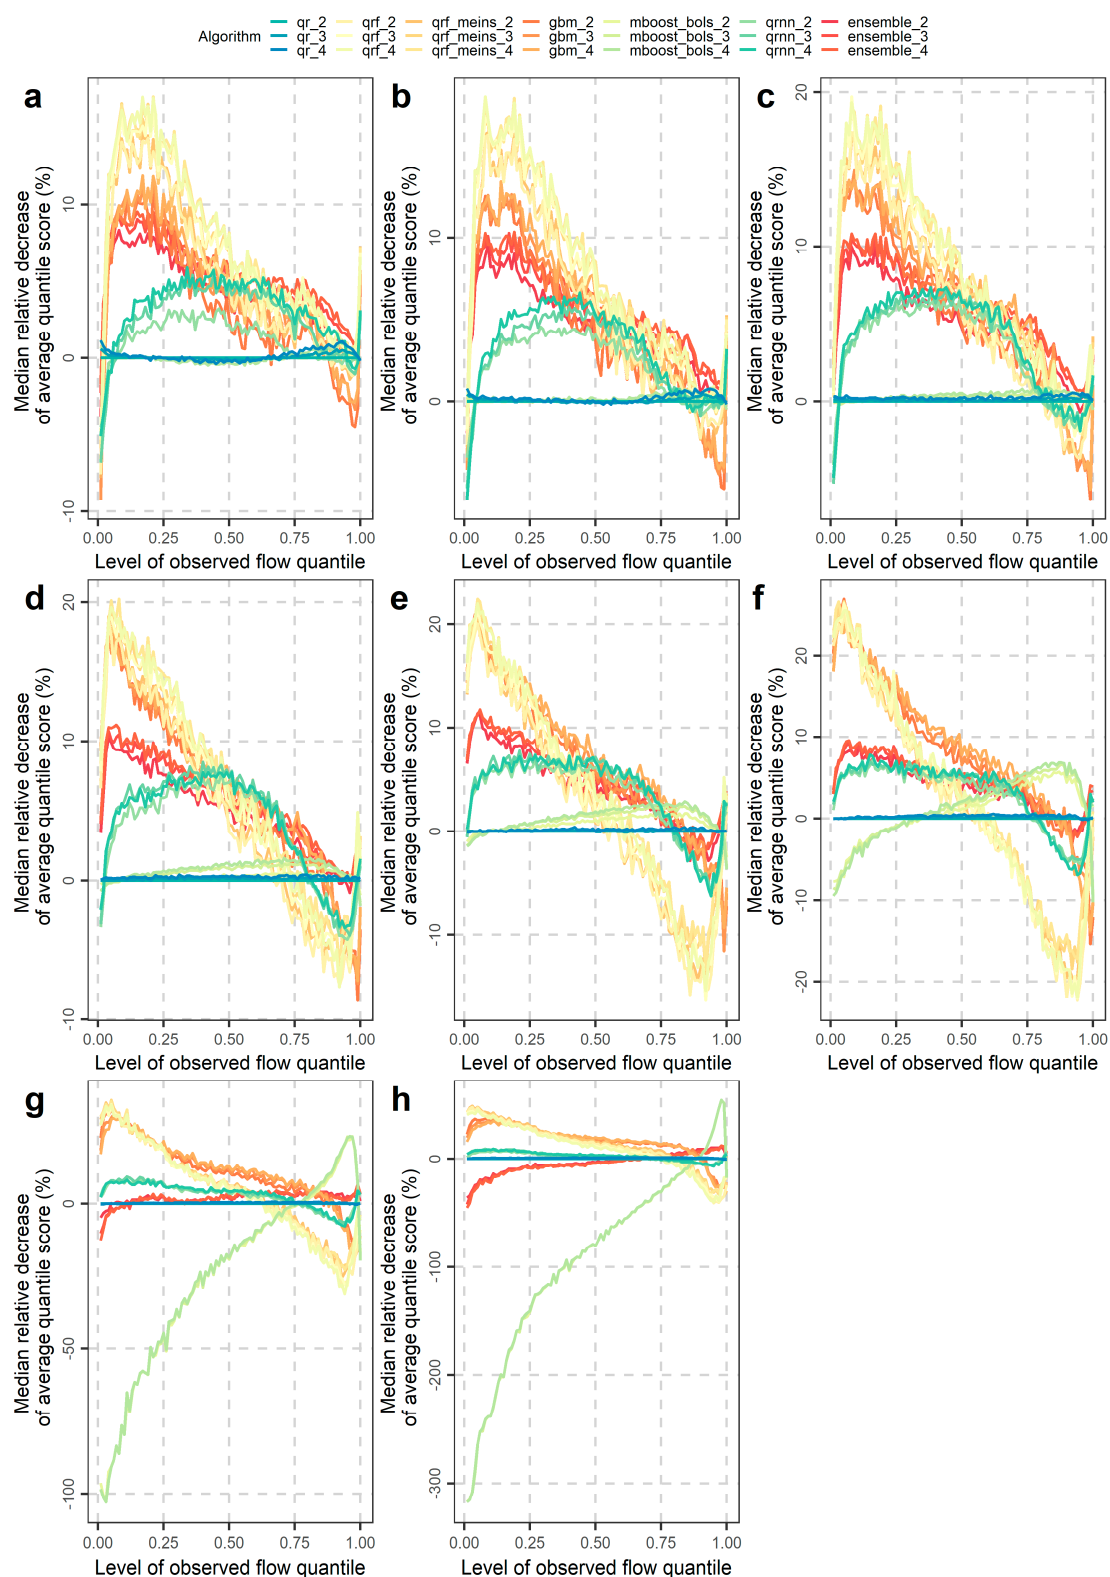 Algorithm
qr_2 qrf_2 qrf_meins_2 gbm_2 mboost_bols_2 qrnn_2 ensemble_2
qr_3 qrf_3 qrf_meins_3 gbm_3 mboost_bols_3 qrnn_3 ensemble_3
qr_4 qrf_4 qrf_meins_4 gbm_4 mboost_bols_4 qrnn_4 ensemble_4
a
Median relative decrease
of average quantile score (%)
10
0
-10
0.00 0.25 0.50 0.75 1.00
Level of observed flow quantile
b
Median relative decrease
of average quantile score (%)
10
0
0.00 0.25 0.50 0.75 1.00
Level of observed flow quantile
c
Median relative decrease
of average quantile score (%)
20
10
0
0.00 0.25 0.50 0.75 1.00
Level of observed flow quantile
d
Median relative decrease
of average quantile score (%)
20
10
0
-10
0.00 0.25 0.50 0.75 1.00
Level of observed flow quantile
e
Median relative decrease
of average quantile score (%)
20
10
0
-10
0.00 0.25 0.50 0.75 1.00
Level of observed flow quantile
f
Median relative decrease
of average quantile score (%)
20
10
0
-10
-20
0.00 0.25 0.50 0.75 1.00
Level of observed flow quantile
g
Median relative decrease
of average quantile score (%)
0
-50
-100
0.00 0.25 0.50 0.75 1.00
Level of observed flow quantile
h
Median relative decrease
of average quantile score (%)
0
-100
-200
-300
0.00 0.25 0.50 0.75 1.00
Level of observed flow quantile